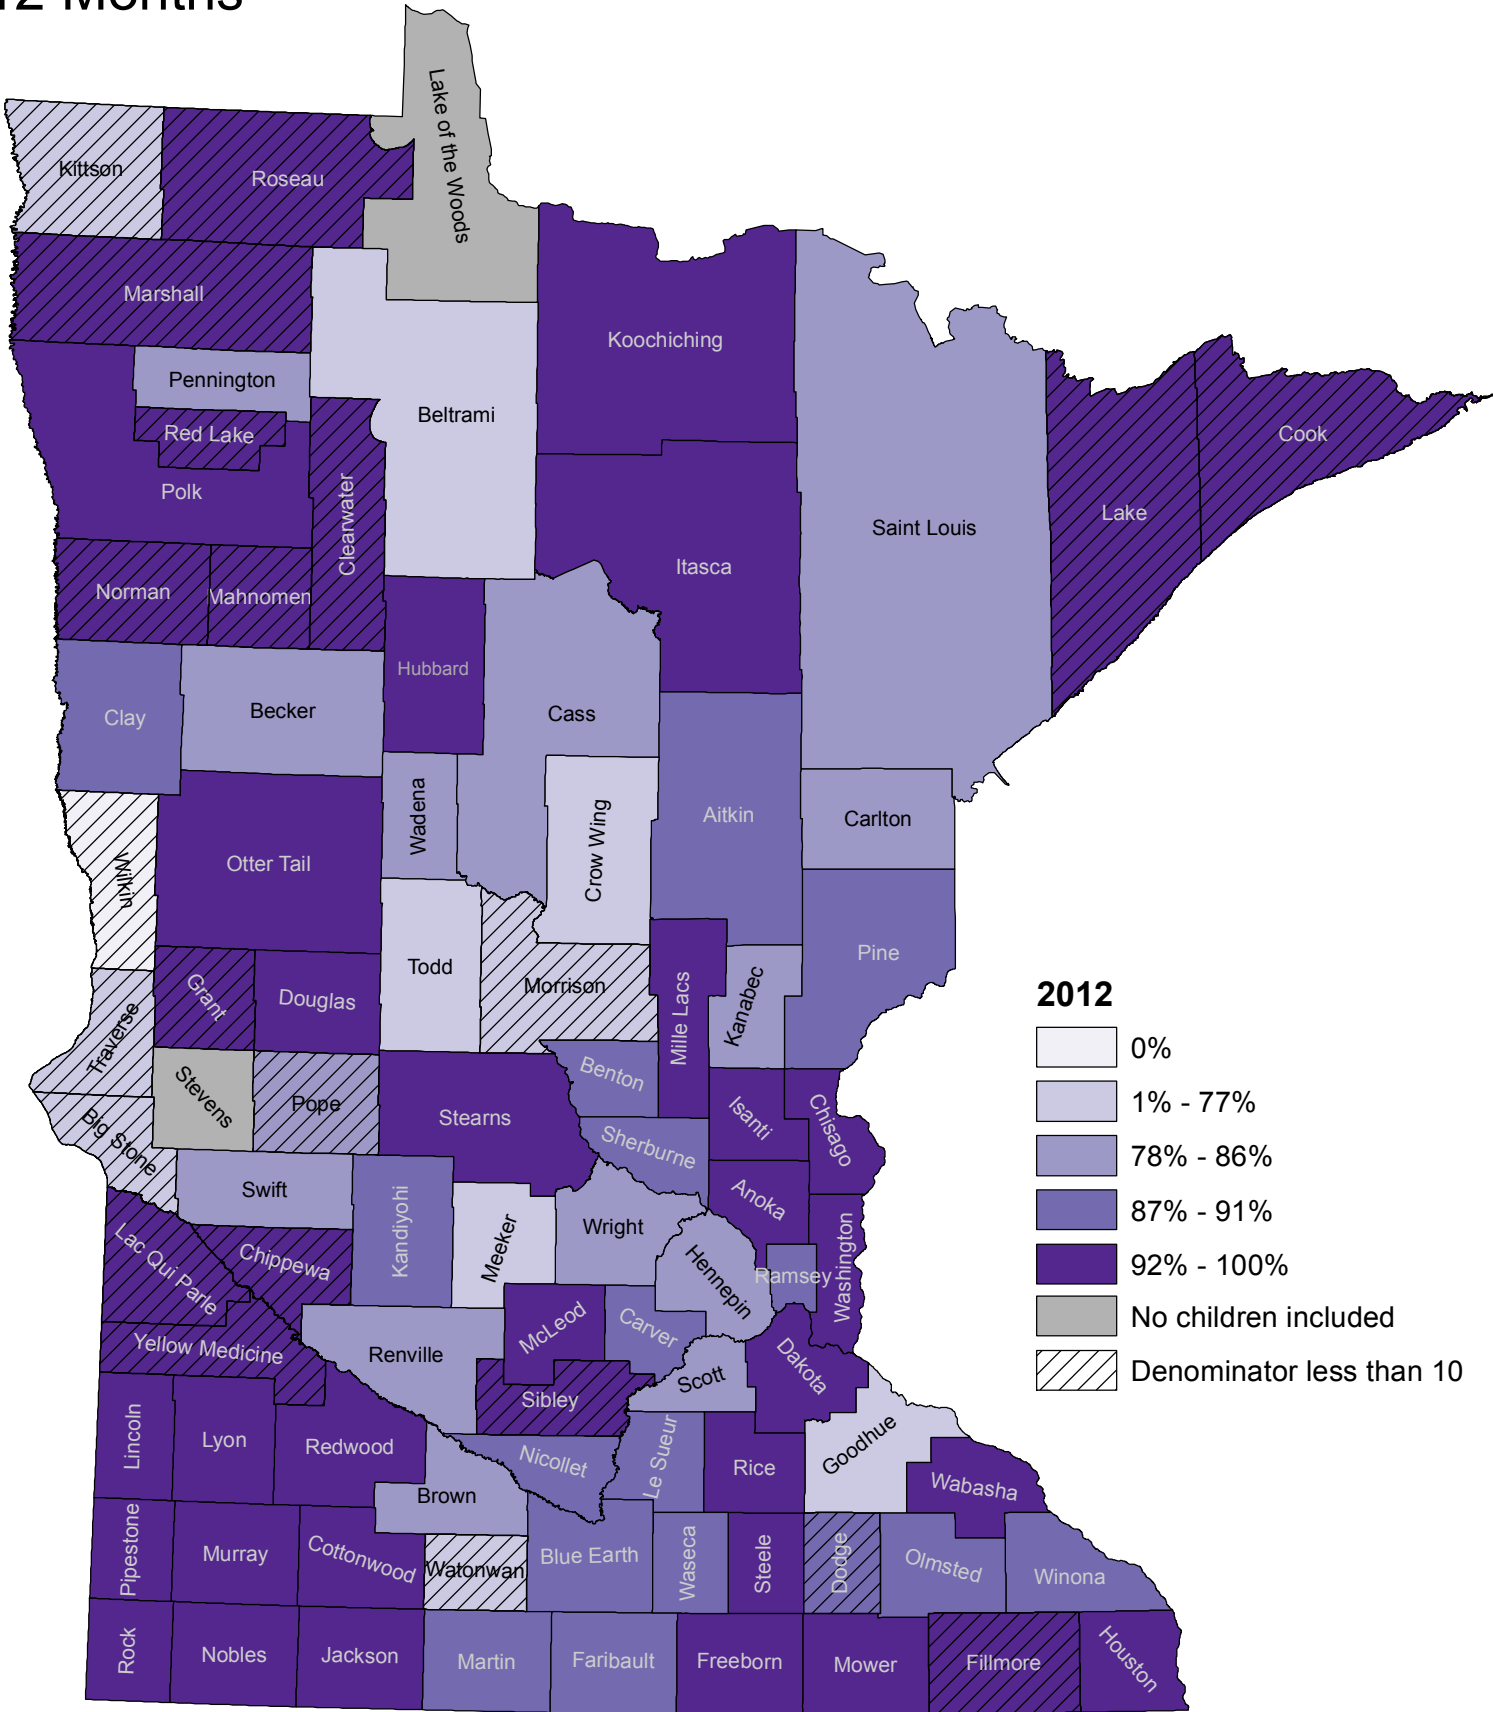 12 Months
Lake of the Woods
Kittson
Roseau
Marshall
Koochiching
Pennington
Beltrami
Red Lake
Cook
Polk
Clearwater
Lake
Saint Louis
Itasca
Norman
Mahnomen
Hubbard
Clay
Becker
Cass
Wadena
Aitkin
Carlton
Crow Wing
Otter Tail
Wilkin
Pine
Todd
Morrison
Grant
Douglas
Mille Lacs
Kanabec
Traverse
Stevens
Pope
Benton
Stearns
Isanti
Chisago
Big Stone
Sherburne
Swift
Anoka
Kandiyohi
Wright
Meeker
Lac Qui Parle
Chippewa
Hennepin
Ramsey
Washington
McLeod
Carver
Yellow Medicine
Renville
Dakota
Scott
Sibley
Lincoln
Lyon
Redwood
Goodhue
Nicollet
Le Sueur
Rice
Wabasha
Brown
Pipestone
Murray
Cottonwood
Watonwan
Blue Earth
Waseca
Steele
Dodge
Olmsted
Winona
Rock
Nobles
Jackson
Martin
Faribault
Freeborn
Mower
Fillmore
Houston
2012
0%
1% - 77%
78% - 86%
87% - 91%
92% - 100%
No children included
Denominator less than 10